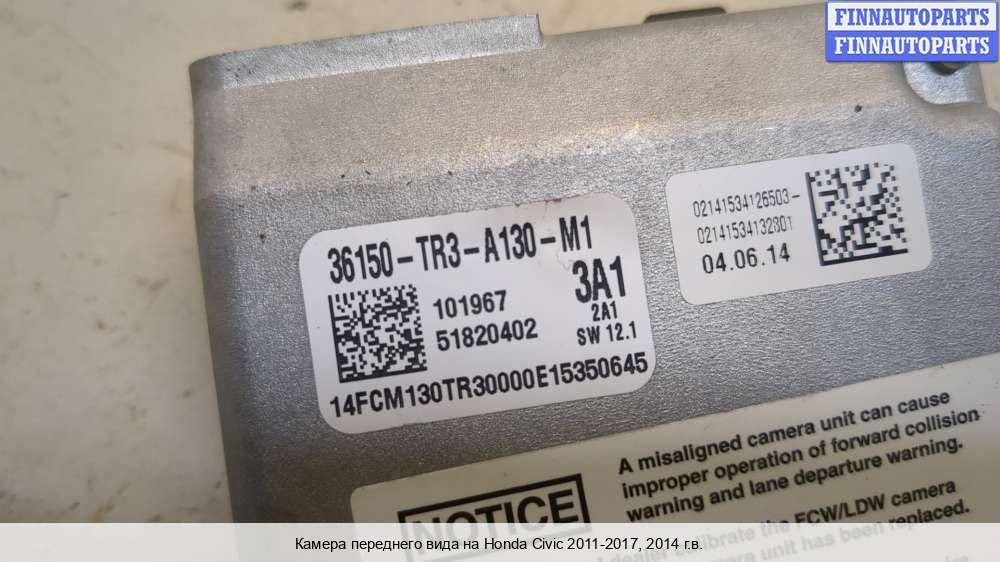 FINNAUTOPARTS
FINNAUTOPARTS
02141534126503-
02141534132801
04.06.14
36150-TR3-A130-M1
3A1
101967
2A1
51820402
SW 12.1
14FCM130TR30000E15350645
NOTICE
A misaligned camera unit can cause
improper operation of forward collision
warning and lane departure warning.
dealer calibrate the FCW/LDW camera
camera unit has been replaced.
Камера переднего вида на Honda Civic 2011-2017, 2014 г.в.